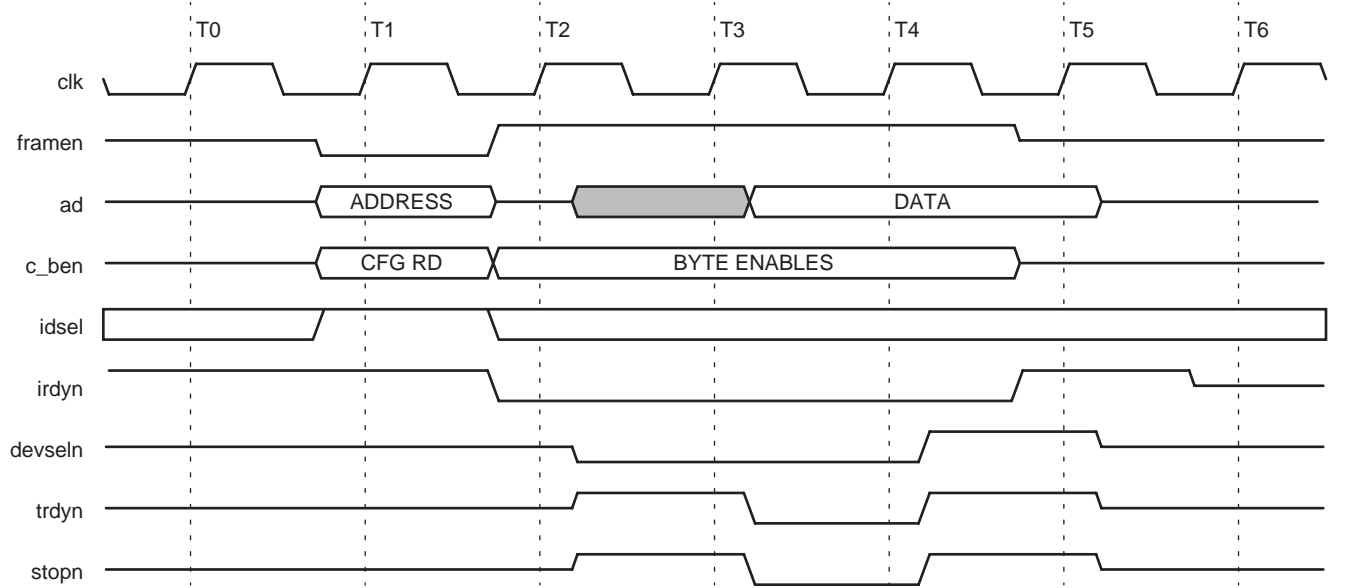 T0 T1 T2 T3 T4 T5 T6
clk
framen
ad ADDRESS DATA
c_ben CFG RD BYTE ENABLES
idsel
irdyn
devseln
trdyn
stopn